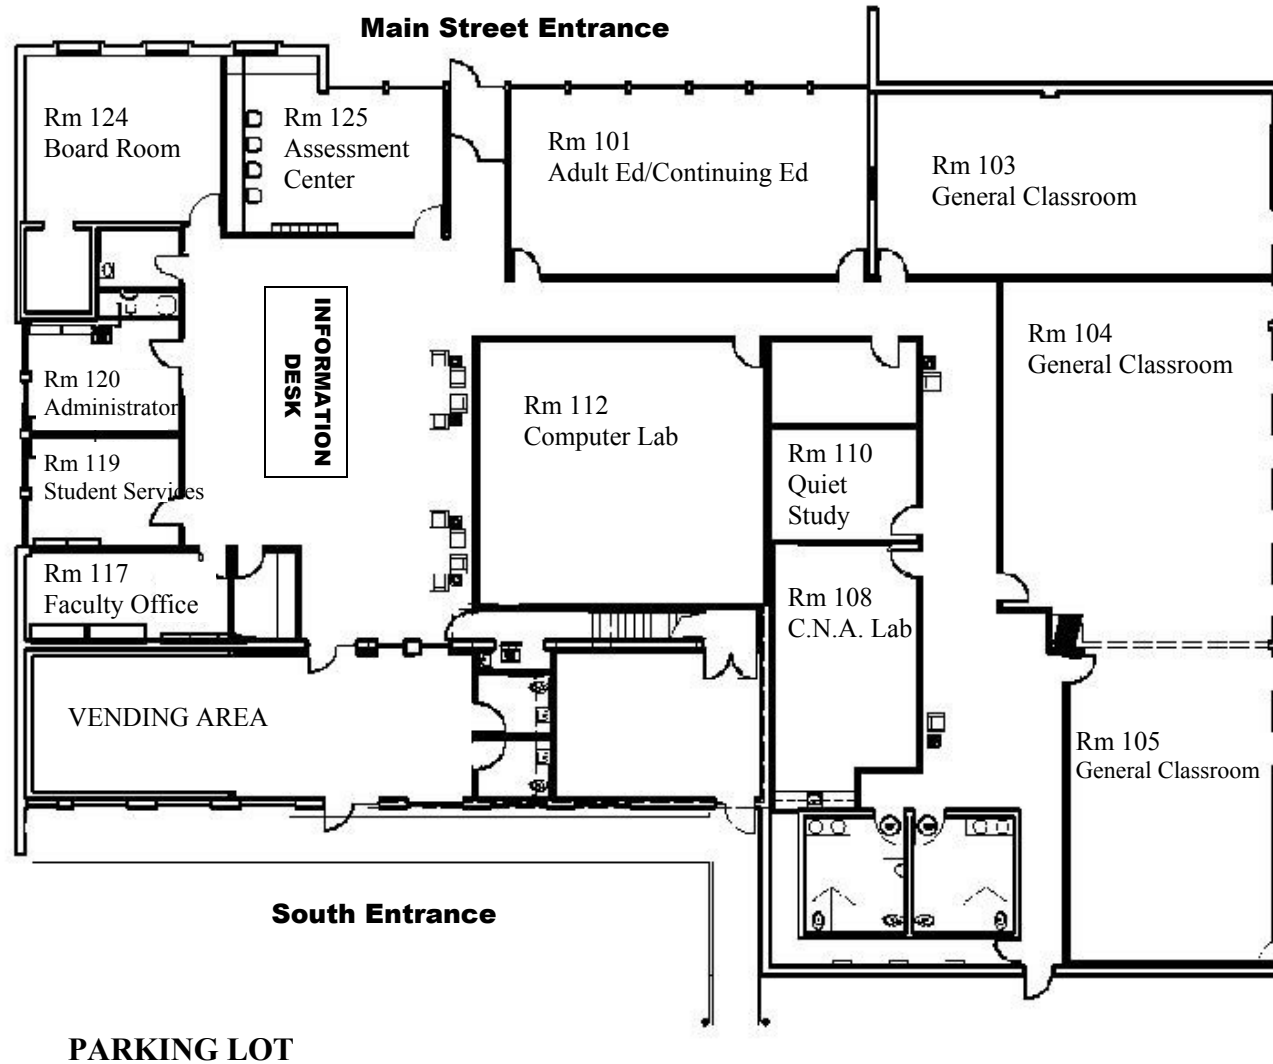 Main Street Entrance
Rm 124
Board Room
Rm 125
Assessment
Center
Rm 101
Adult Ed/Continuing Ed
Rm 103
General Classroom
INFORMATION
DESK
Rm 104
General Classroom
Rm 120
Administrator
Rm 112
Computer Lab
Rm 119
Student Services
Rm 110
Quiet
Study
Rm 117
Faculty Office
Rm 108
C.N.A. Lab
VENDING AREA
Rm 105
General Classroom
South Entrance
PARKING LOT